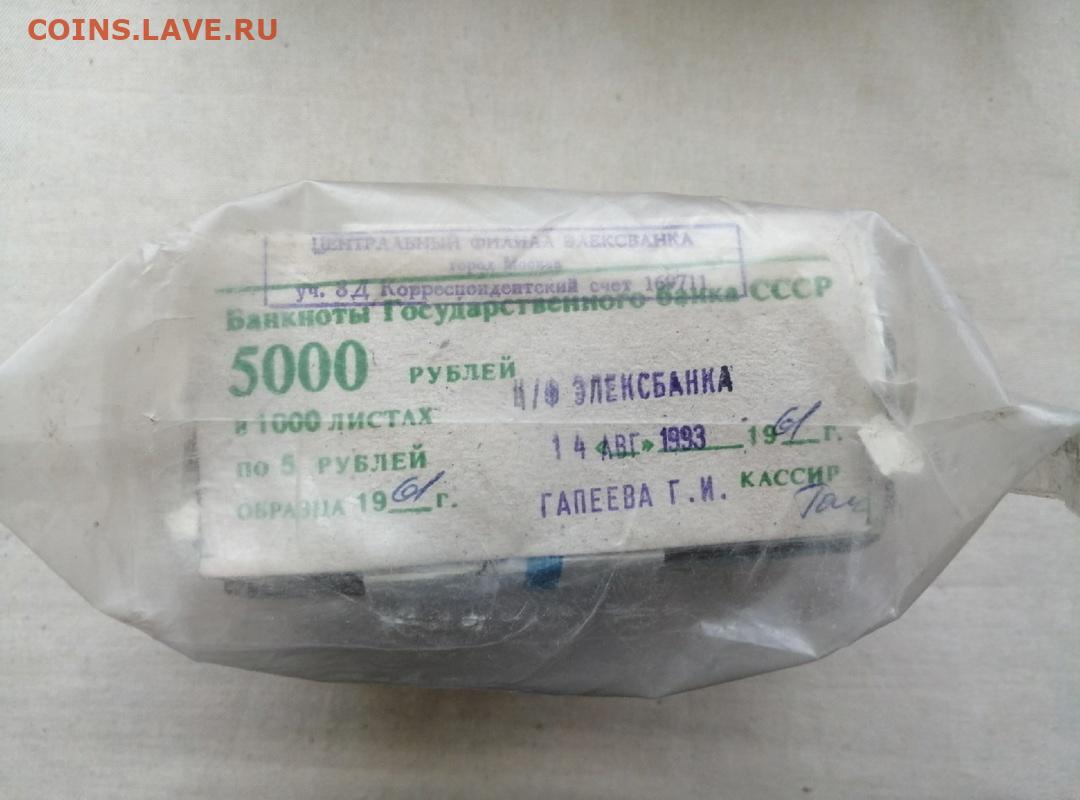 COINS.LAVE.RU
ЦЕНТРАЛЬНЫЙ ФИЛИАЛ ЭЛЕКСБАНКА
город Москва
уч. 8Д Корреспондентский счет 169711
Банкноты Государственного банка СССР
5000 РУБЛЕЙ
Ц/Ф ЭЛЕКСБАНКА
в 1000 ЛИСТАХ
14 «АВГ» 1993 1961 г.
по 5 РУБЛЕЙ
ГАПЕЕВА Г.И. КАССИР
ОБРАЗЦА 1961 г.